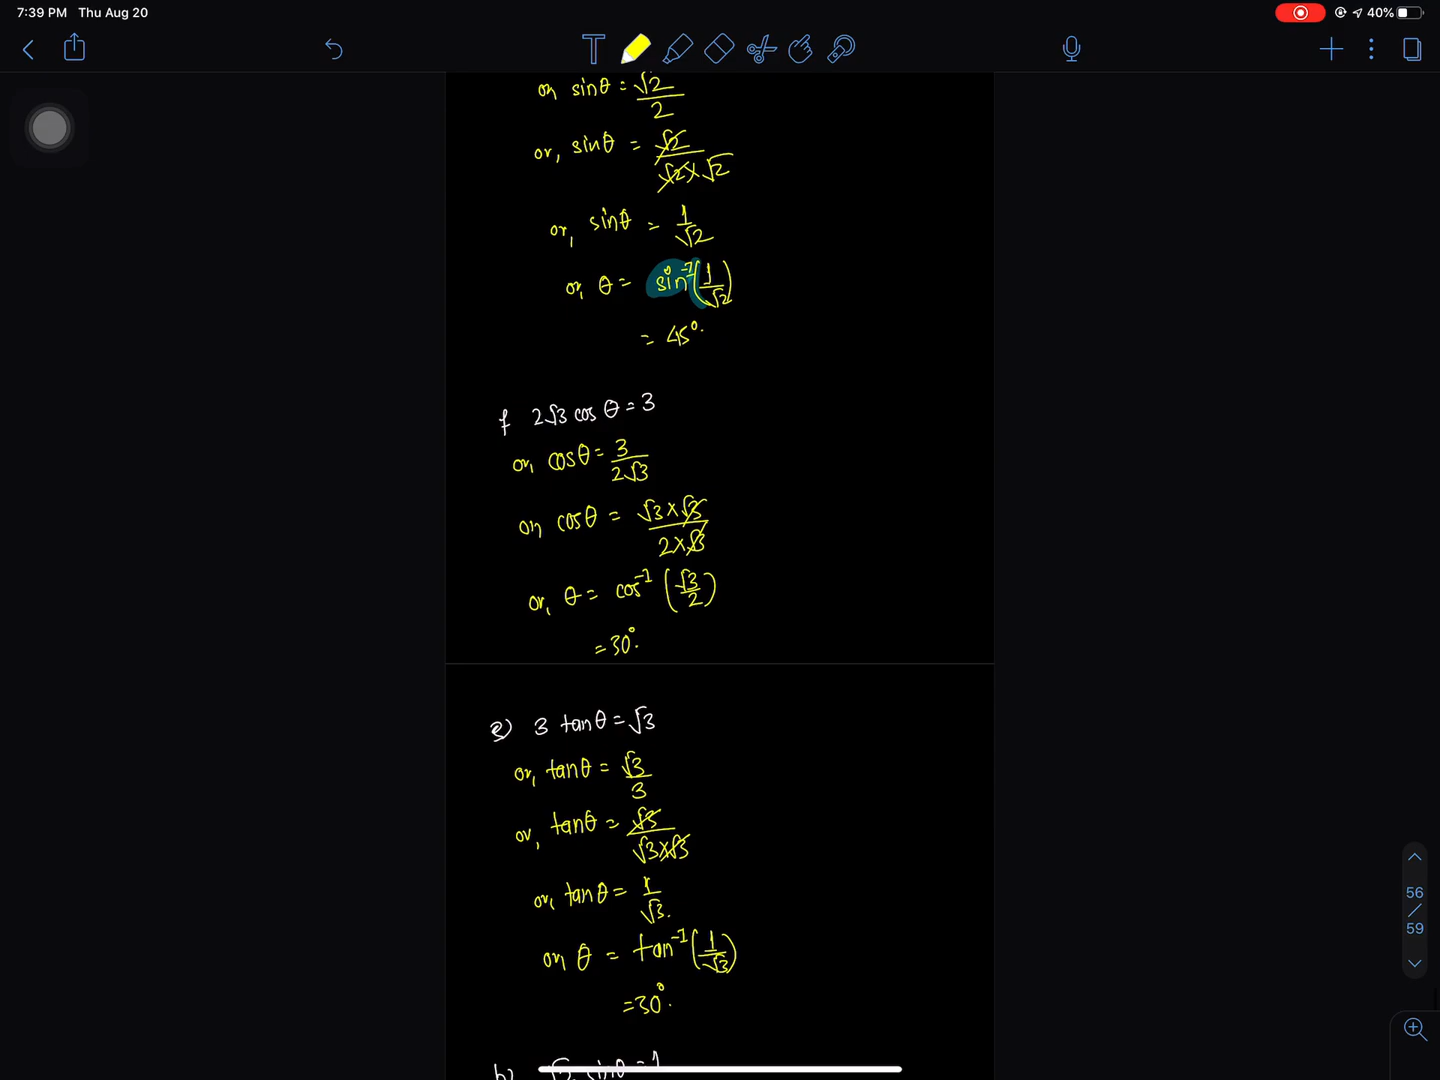 7:39 PM Thu Aug 20
40%
or, sinθ = √2/2
or, sinθ = √2/√2×√2
or, sinθ = 1/√2
or, θ = sin⁻¹(1/√2)
= 45°.
f 2√3 cos θ = 3
or, cosθ = 3/2√3
or, cosθ = √3×√3/2×√3
or, θ = cos⁻¹(√3/2)
= 30°.
g) 3 tanθ = √3
or, tanθ = √3/3
or, tanθ = √3/√3×√3
or, tanθ = 1/√3.
or, θ = tan⁻¹(1/√3)
= 30°.
56
/
59
sinθ = 1